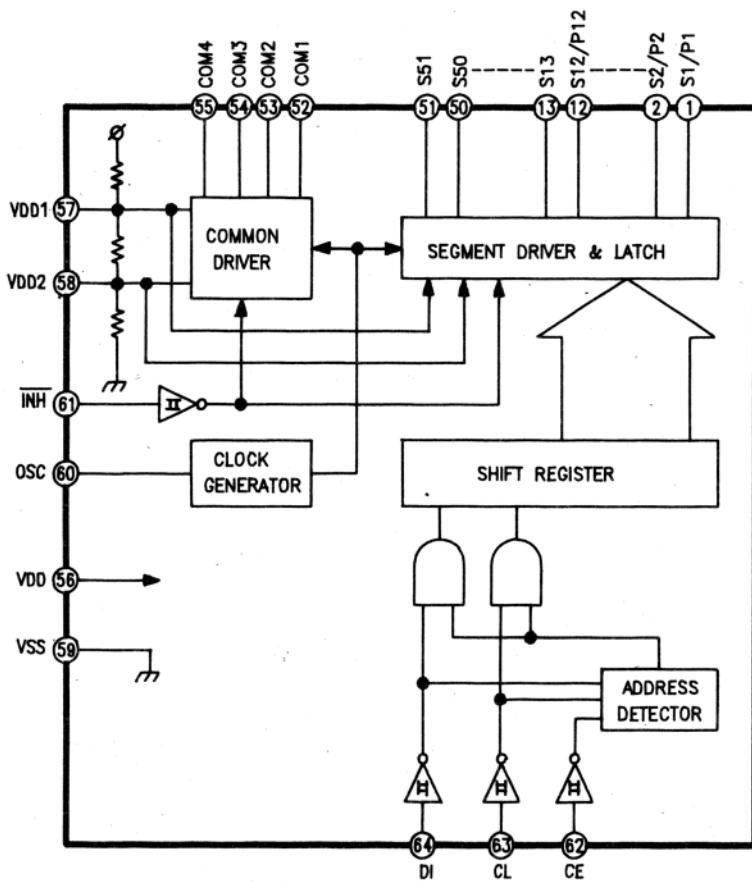 COM4 COM3 COM2 COM1 S51 S50 S13 S12/P12 S2/P2 S1/P1
55 54 53 52 51 50 13 12 2 1
VDD1 57
COMMON
DRIVER
SEGMENT DRIVER & LATCH
VDD2 58
INH 61
OSC 60
CLOCK
GENERATOR
SHIFT REGISTER
VDD 56
VSS 59
ADDRESS
DETECTOR
64 63 62
DI CL CE